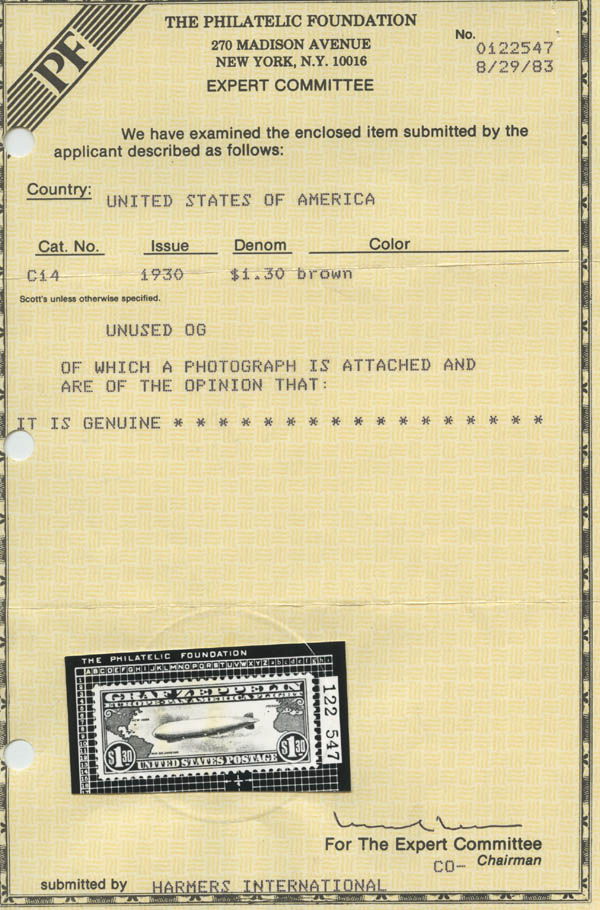 PF
THE PHILATELIC FOUNDATION
270 MADISON AVENUE
NEW YORK, N.Y. 10016
EXPERT COMMITTEE
No.
0122547
8/29/83
We have examined the enclosed item submitted by the
applicant described as follows:
Country: UNITED STATES OF AMERICA
Cat. No. Issue Denom Color
C14 1930 $1.30 brown
Scott's unless otherwise specified.
UNUSED OG
OF WHICH A PHOTOGRAPH IS ATTACHED AND
ARE OF THE OPINION THAT:
IT IS GENUINE * * * * * * * * * * * * * * * * *
THE PHILATELIC FOUNDATION
ABCDEFGHIJKLMNOPQRSTUVWXYZ
GRAF ZEPPELIN
EUROPE-PAN AMERICA FLIGHT
$1 30 $1 30
UNITED STATES POSTAGE
122 547
For The Expert Committee
CO- Chairman
submitted by HARMERS INTERNATIONAL